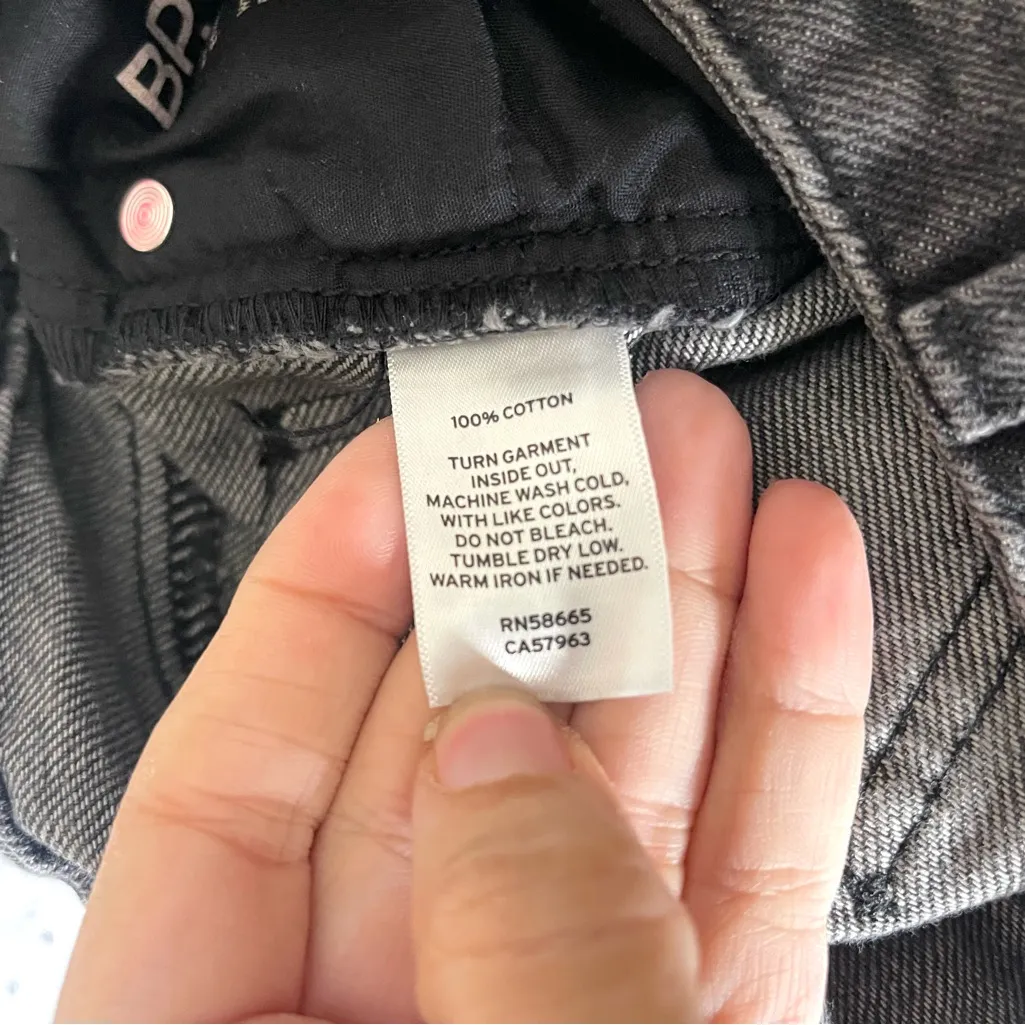 BP.
100% COTTON
TURN GARMENT
INSIDE OUT,
MACHINE WASH COLD,
WITH LIKE COLORS.
DO NOT BLEACH.
TUMBLE DRY LOW.
WARM IRON IF NEEDED.
RN58665
CA57963